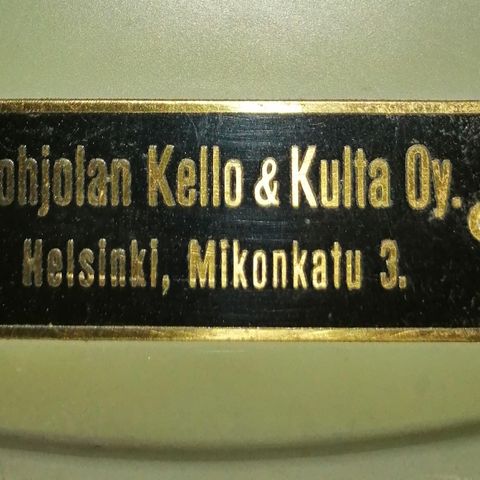 ohjolan Kello & Kulta Oy.
Helsinki, Mikonkatu 3.